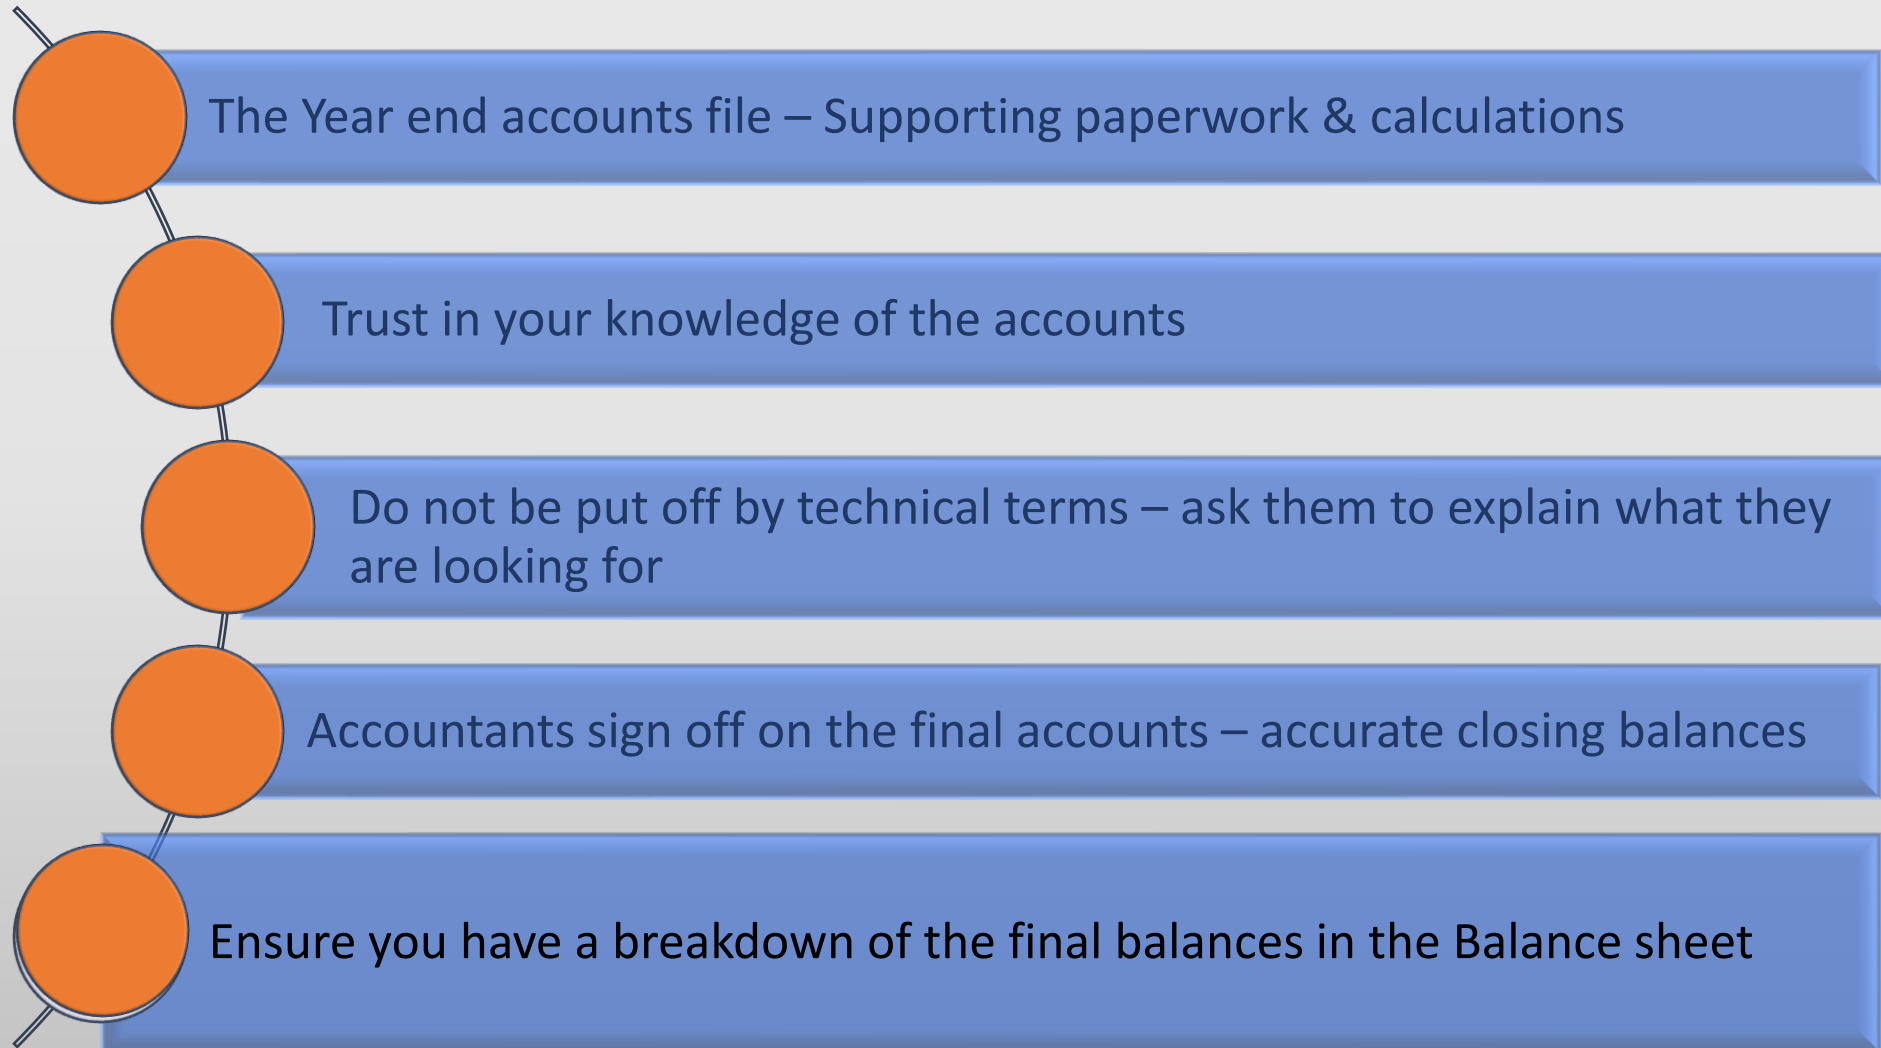 The Year end accounts file – Supporting paperwork & calculations
Trust in your knowledge of the accounts
Do not be put off by technical terms – ask them to explain what they
are looking for
Accountants sign off on the final accounts – accurate closing balances
Ensure you have a breakdown of the final balances in the Balance sheet